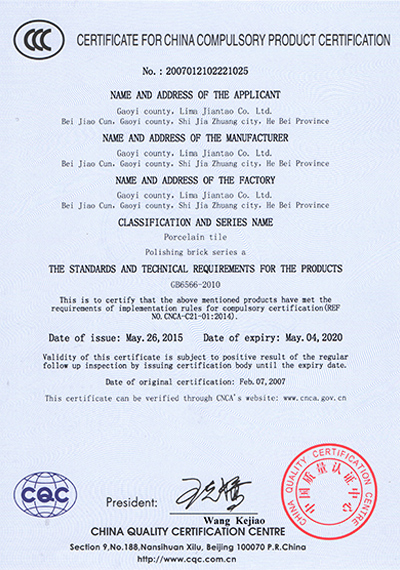 CCC
CERTIFICATE FOR CHINA COMPULSORY PRODUCT CERTIFICATION
No.: 2007012102221025
NAME AND ADDRESS OF THE APPLICANT
Gaoyi county, Lima Jiantao Co. Ltd.
Bei Jiao Cun, Gaoyi county, Shi Jia Zhuang city, He Bei Province
NAME AND ADDRESS OF THE MANUFACTURER
Gaoyi county, Lima Jiantao Co. Ltd.
Bei Jiao Cun, Gaoyi county, Shi Jia Zhuang city, He Bei Province
NAME AND ADDRESS OF THE FACTORY
Gaoyi county, Lima Jiantao Co. Ltd.
Bei Jiao Cun, Gaoyi county, Shi Jia Zhuang city, He Bei Province
CLASSIFICATION AND SERIES NAME
Porcelain tile
Polishing brick series a
THE STANDARDS AND TECHNICAL REQUIREMENTS FOR THE PRODUCTS
GB6566-2010
This is to certify that the above mentioned products have met the
requirements of implementation rules for compulsory certification(REF
NO.CNCA-C21-01:2014).
Date of issue: May.26,2015 Date of expiry: May.04,2020
Validity of this certificate is subject to positive result of the regular
follow up inspection by issuing certification body until the expiry date.
Date of original certification: Feb.07,2007
This certificate can be verified through CNCA's website: www.cnca.gov.cn
CQC
President:
Wang Kejiao
CHINA QUALITY CERTIFICATION CENTRE
中国质量认证中心
CHINA QUALITY CERTIFICATION CENTRE
Section 9,No.188,Nansihuan Xilu, Beijing 100070 P.R.China
http://www.cqc.com.cn